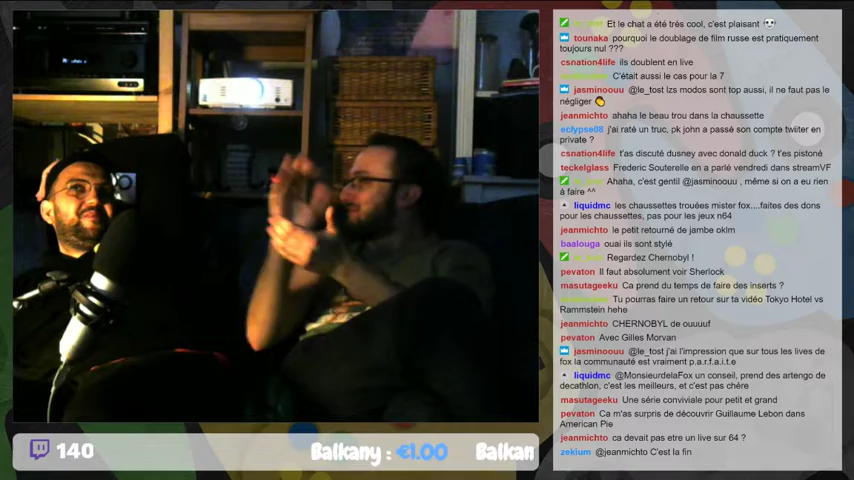 Et le chat a été très cool, c'est plaisant
tounaka pourquoi le doublage de film russe est pratiquement
toujours nul ???
csnation4life ils doublent en live
C'était aussi le cas pour la 7
jasminoouu @le_tost lzs modos sont top aussi, il ne faut pas le
négliger
jeanmichto ahaha le beau trou dans la chaussette
eclypse08 j'ai raté un truc, pk john a passé son compte twiiter en
privée ?
csnation4life t'as discuté dusney avec donald duck ? t'es pistoné
teckelglass Frederic Souterelle en a parlé vendredi dans streamVF
Ahaha, c'est gentil @jasminoouu , même si on a eu rien
à faire ^^
liquidmc les chaussettes trouées mister fox....faites des dons
pour les chaussettes, pas pour les jeux n64
jeanmichto le petit retourné de jambe okim
baalouga ouai ils sont stylé
Regardez Chernobyl !
pevaton Il faut absolument voir Sherlock
masutageeku Ca prend du temps de faire des inserts ?
Tu pourras faire un retour sur ta vidéo Tokyo Hotel vs
Rammstein hehe
jeanmichto CHERNOBYL de ouuuuf
pevaton Avec Gilles Morvan
jasminoouu @le_tost j'ai l'impression que sur tous les lives de
fox la communauté est vraiment p.a.r.f.a.i.t.e
liquidmc @MonsieurdelaFox un conseil, prend des artengo de
decathlon, c'est les meilleurs, et c'est pas chére
masutageeku Une série conviviale pour petit et grand
pevaton Ca m'as surpris de découvrir Guillaume Lebon dans
American Pie
jeanmichto ca devait pas etre un live sur 64 ?
zekium @jeanmichto C'est la fin
140
Balkany : €1.00 Balkan